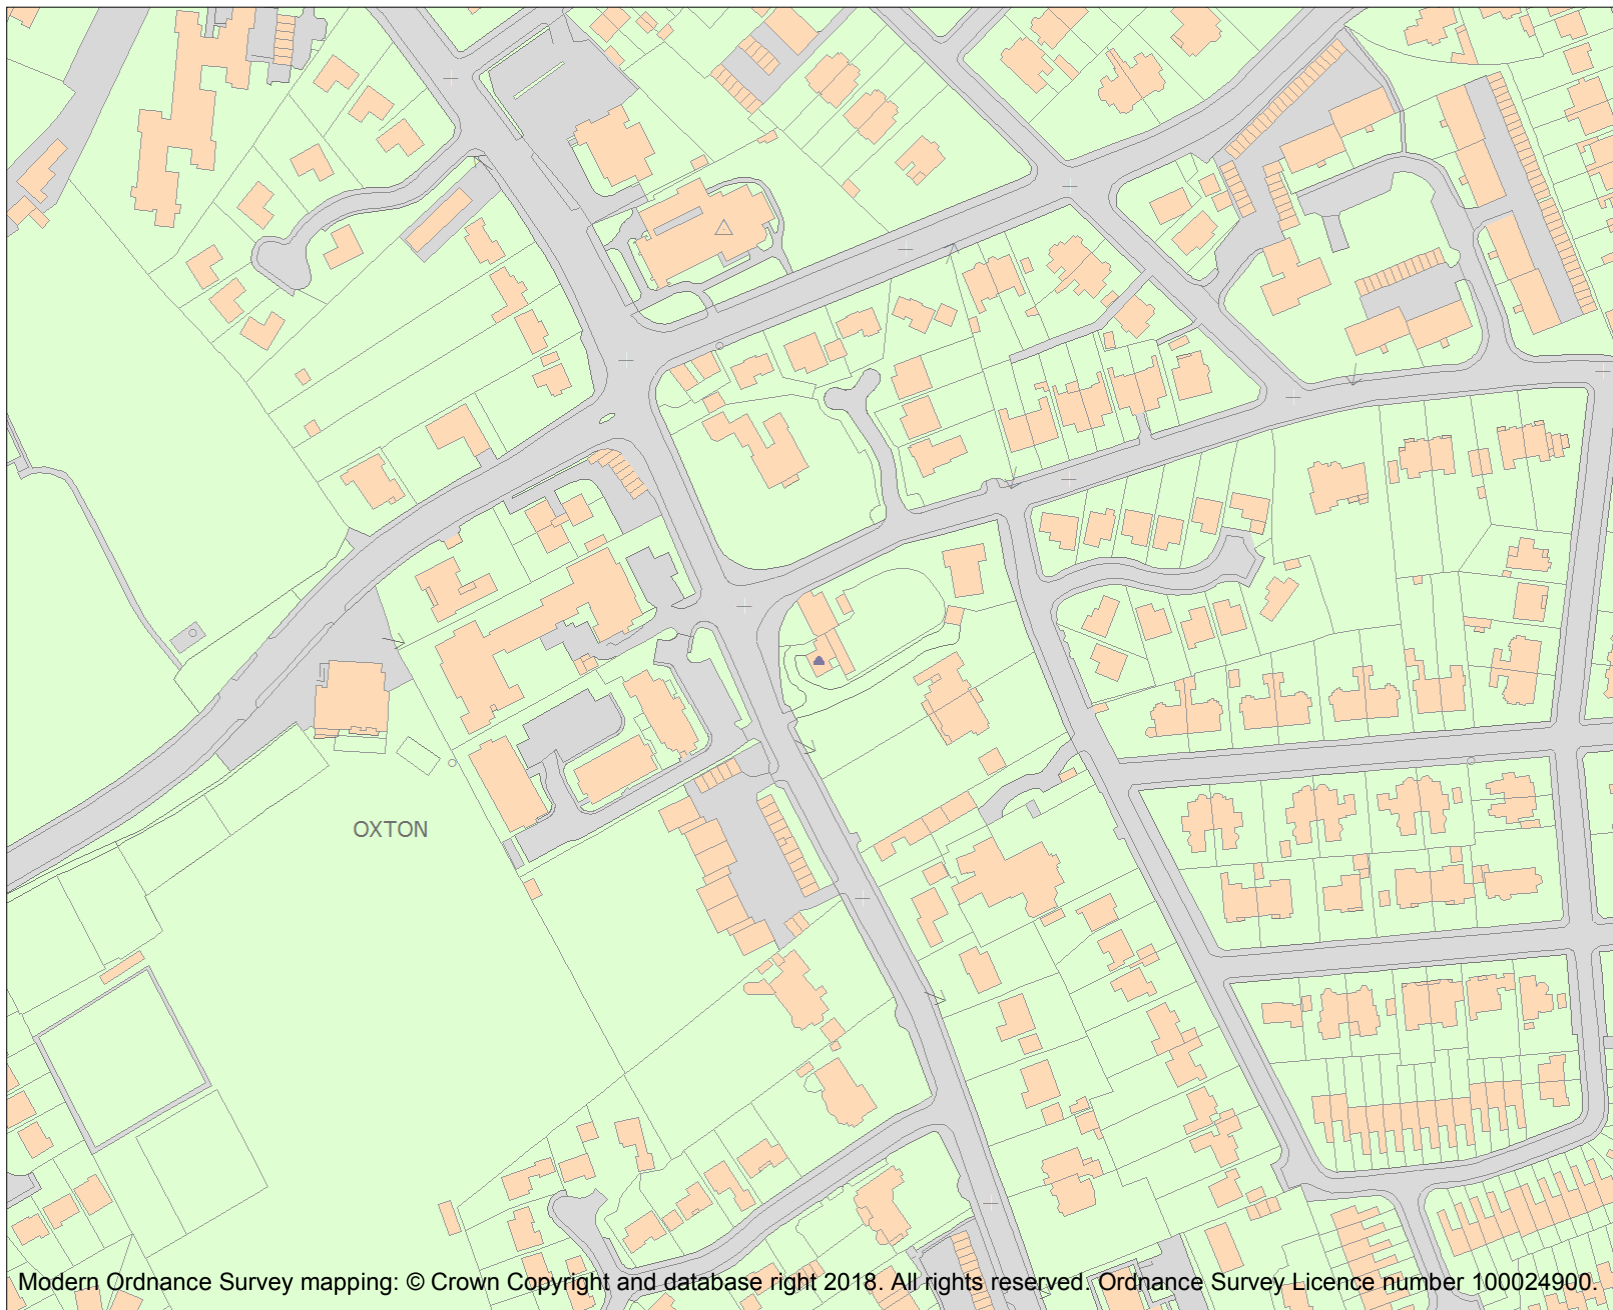 OXTON
Modern Ordnance Survey mapping: © Crown Copyright and database right 2018. All rights reserved. Ordnance Survey Licence number 100024900.